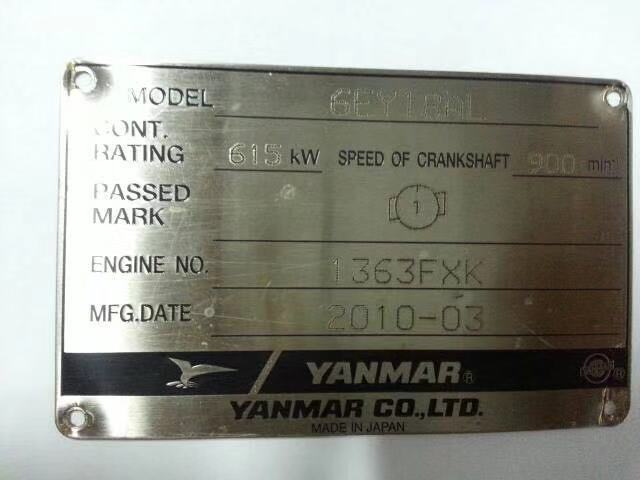 MODEL 6EY18AL
CONT.
RATING 615 kW SPEED OF CRANKSHAFT 900 min⁻¹
PASSED
MARK 1
ENGINE NO. 1363FXK
MFG.DATE 2010-03
YANMAR ®
YANMAR CO.,LTD.
MADE IN JAPAN